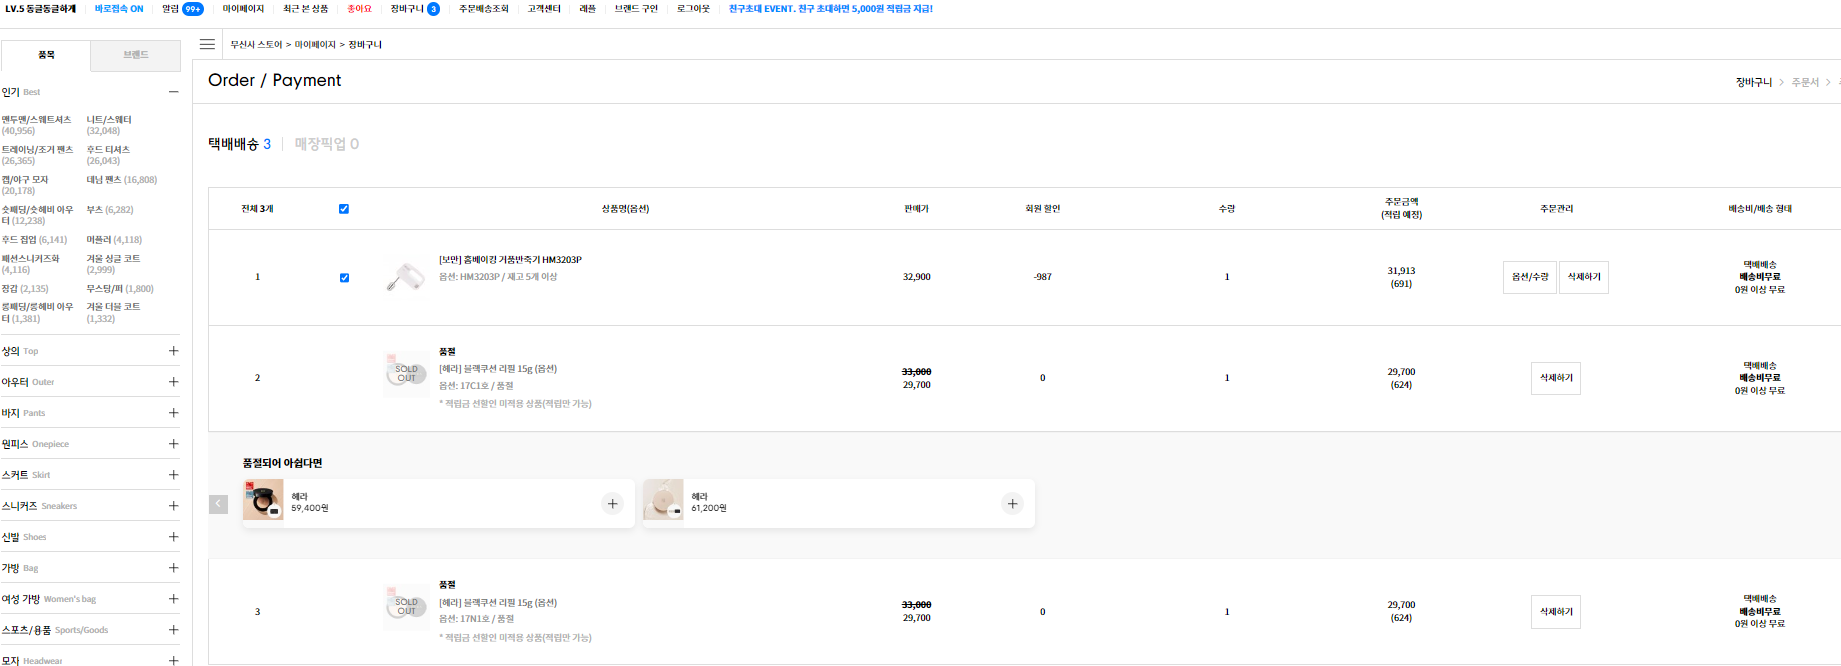 LV.5 동글동글하게 바로접속 ON 알림 99+ 마이페이지 최근 본 상품 좋아요 장바구니 3 주문배송조회 고객센터 래플 브랜드 구인 로그아웃 친구초대 EVENT. 친구 초대하면 5,000원 적립금 지급!
품목 브랜드
무신사 스토어 > 마이페이지 > 장바구니
Order / Payment
장바구니 > 주문서 >
인기 Best
맨투맨/스웨트셔츠 (40,956)
니트/스웨터 (32,048)
트레이닝/조거 팬츠 (26,365)
후드 티셔츠 (26,043)
캡/야구 모자 (20,178)
데님 팬츠 (16,808)
숏패딩/숏헤비 아우터 (12,238)
부츠 (6,282)
후드 집업 (6,141)
머플러 (4,118)
패션스니커즈화 (4,116)
겨울 싱글 코트 (2,999)
장갑 (2,135)
무스탕/퍼 (1,800)
롱패딩/롱헤비 아우터 (1,381)
겨울 더블 코트 (1,332)
상의 Top
아우터 Outer
바지 Pants
원피스 Onepiece
스커트 Skirt
스니커즈 Sneakers
신발 Shoes
가방 Bag
여성 가방 Women's bag
스포츠/용품 Sports/Goods
모자 Headwear
택배배송 3 매장픽업 0
전체 3개 상품명(옵션) 판매가 회원 할인 수량 주문금액 (적립 예정) 주문관리 배송비/배송 형태
1
[보만] 홈베이킹 거품반죽기 HM3203P
옵션: HM3203P / 재고 5개 이상
32,900 -987 1
31,913
(691)
옵션/수량 삭제하기
택배배송
배송비무료
0원 이상 무료
2
SOLD OUT
품절
[헤라] 블랙쿠션 리필 15g (옵션)
옵션: 17C1호 / 품절
* 적립금 선할인 미적용 상품(적립만 가능)
33,000
29,700
0 1
29,700
(624)
삭제하기
택배배송
배송비무료
0원 이상 무료
품절되어 아쉽다면
헤라
59,400원
헤라
61,200원
3
SOLD OUT
품절
[헤라] 블랙쿠션 리필 15g (옵션)
옵션: 17N1호 / 품절
* 적립금 선할인 미적용 상품(적립만 가능)
33,000
29,700
0 1
29,700
(624)
삭제하기
택배배송
배송비무료
0원 이상 무료